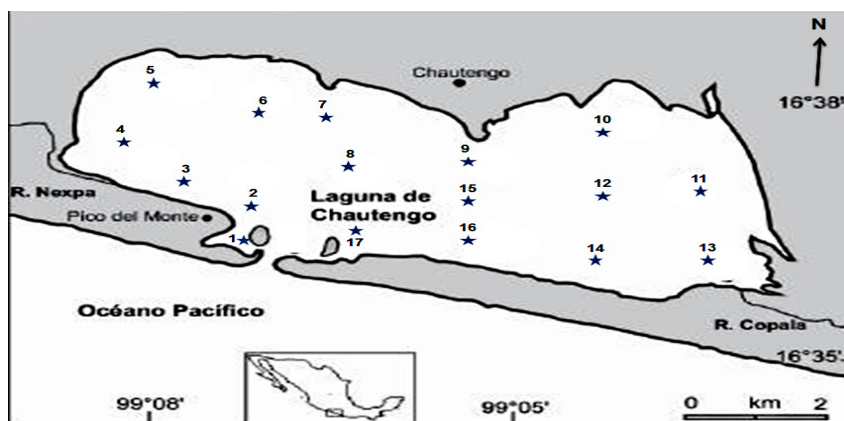 N
5
Chautengo
16°38'
6
7
10
4
9
8
3
11
R. Nexpa
2
Laguna de
Chautengo
15
12
Pico del Monte
1
17
16
14
13
Océano Pacífico
R. Copala
16°35'
99°08'
99°05'
0 km 2